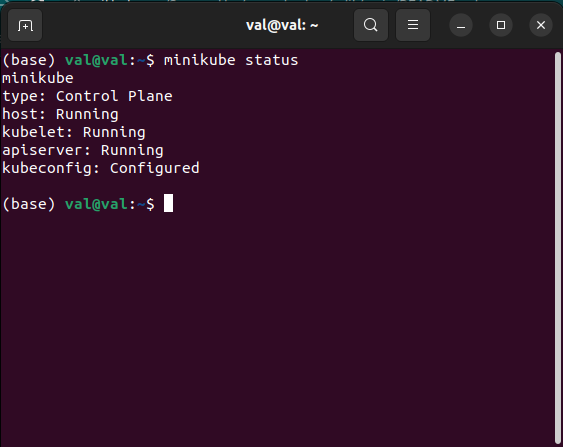 val@val: ~
(base) val@val:~$ minikube status
minikube
type: Control Plane
host: Running
kubelet: Running
apiserver: Running
kubeconfig: Configured
(base) val@val:~$